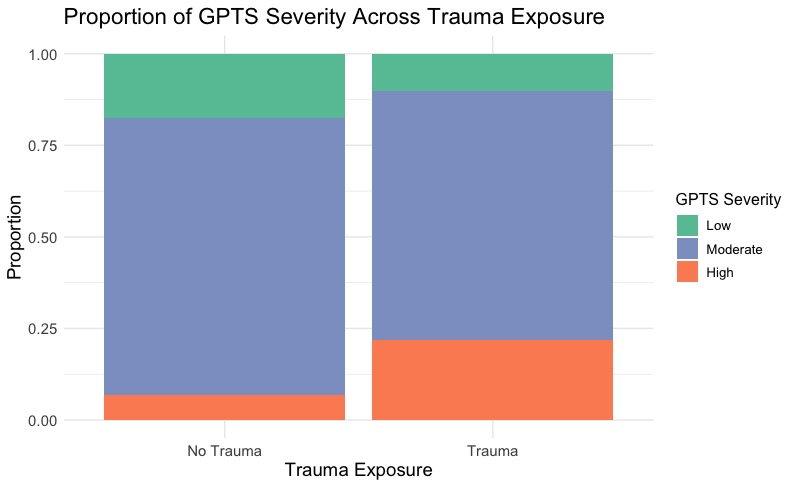 Proportion of GPTS Severity Across Trauma Exposure
1.00
0.75
0.50
0.25
0.00
Proportion
No Trauma
Trauma
Trauma Exposure
GPTS Severity
Low
Moderate
High